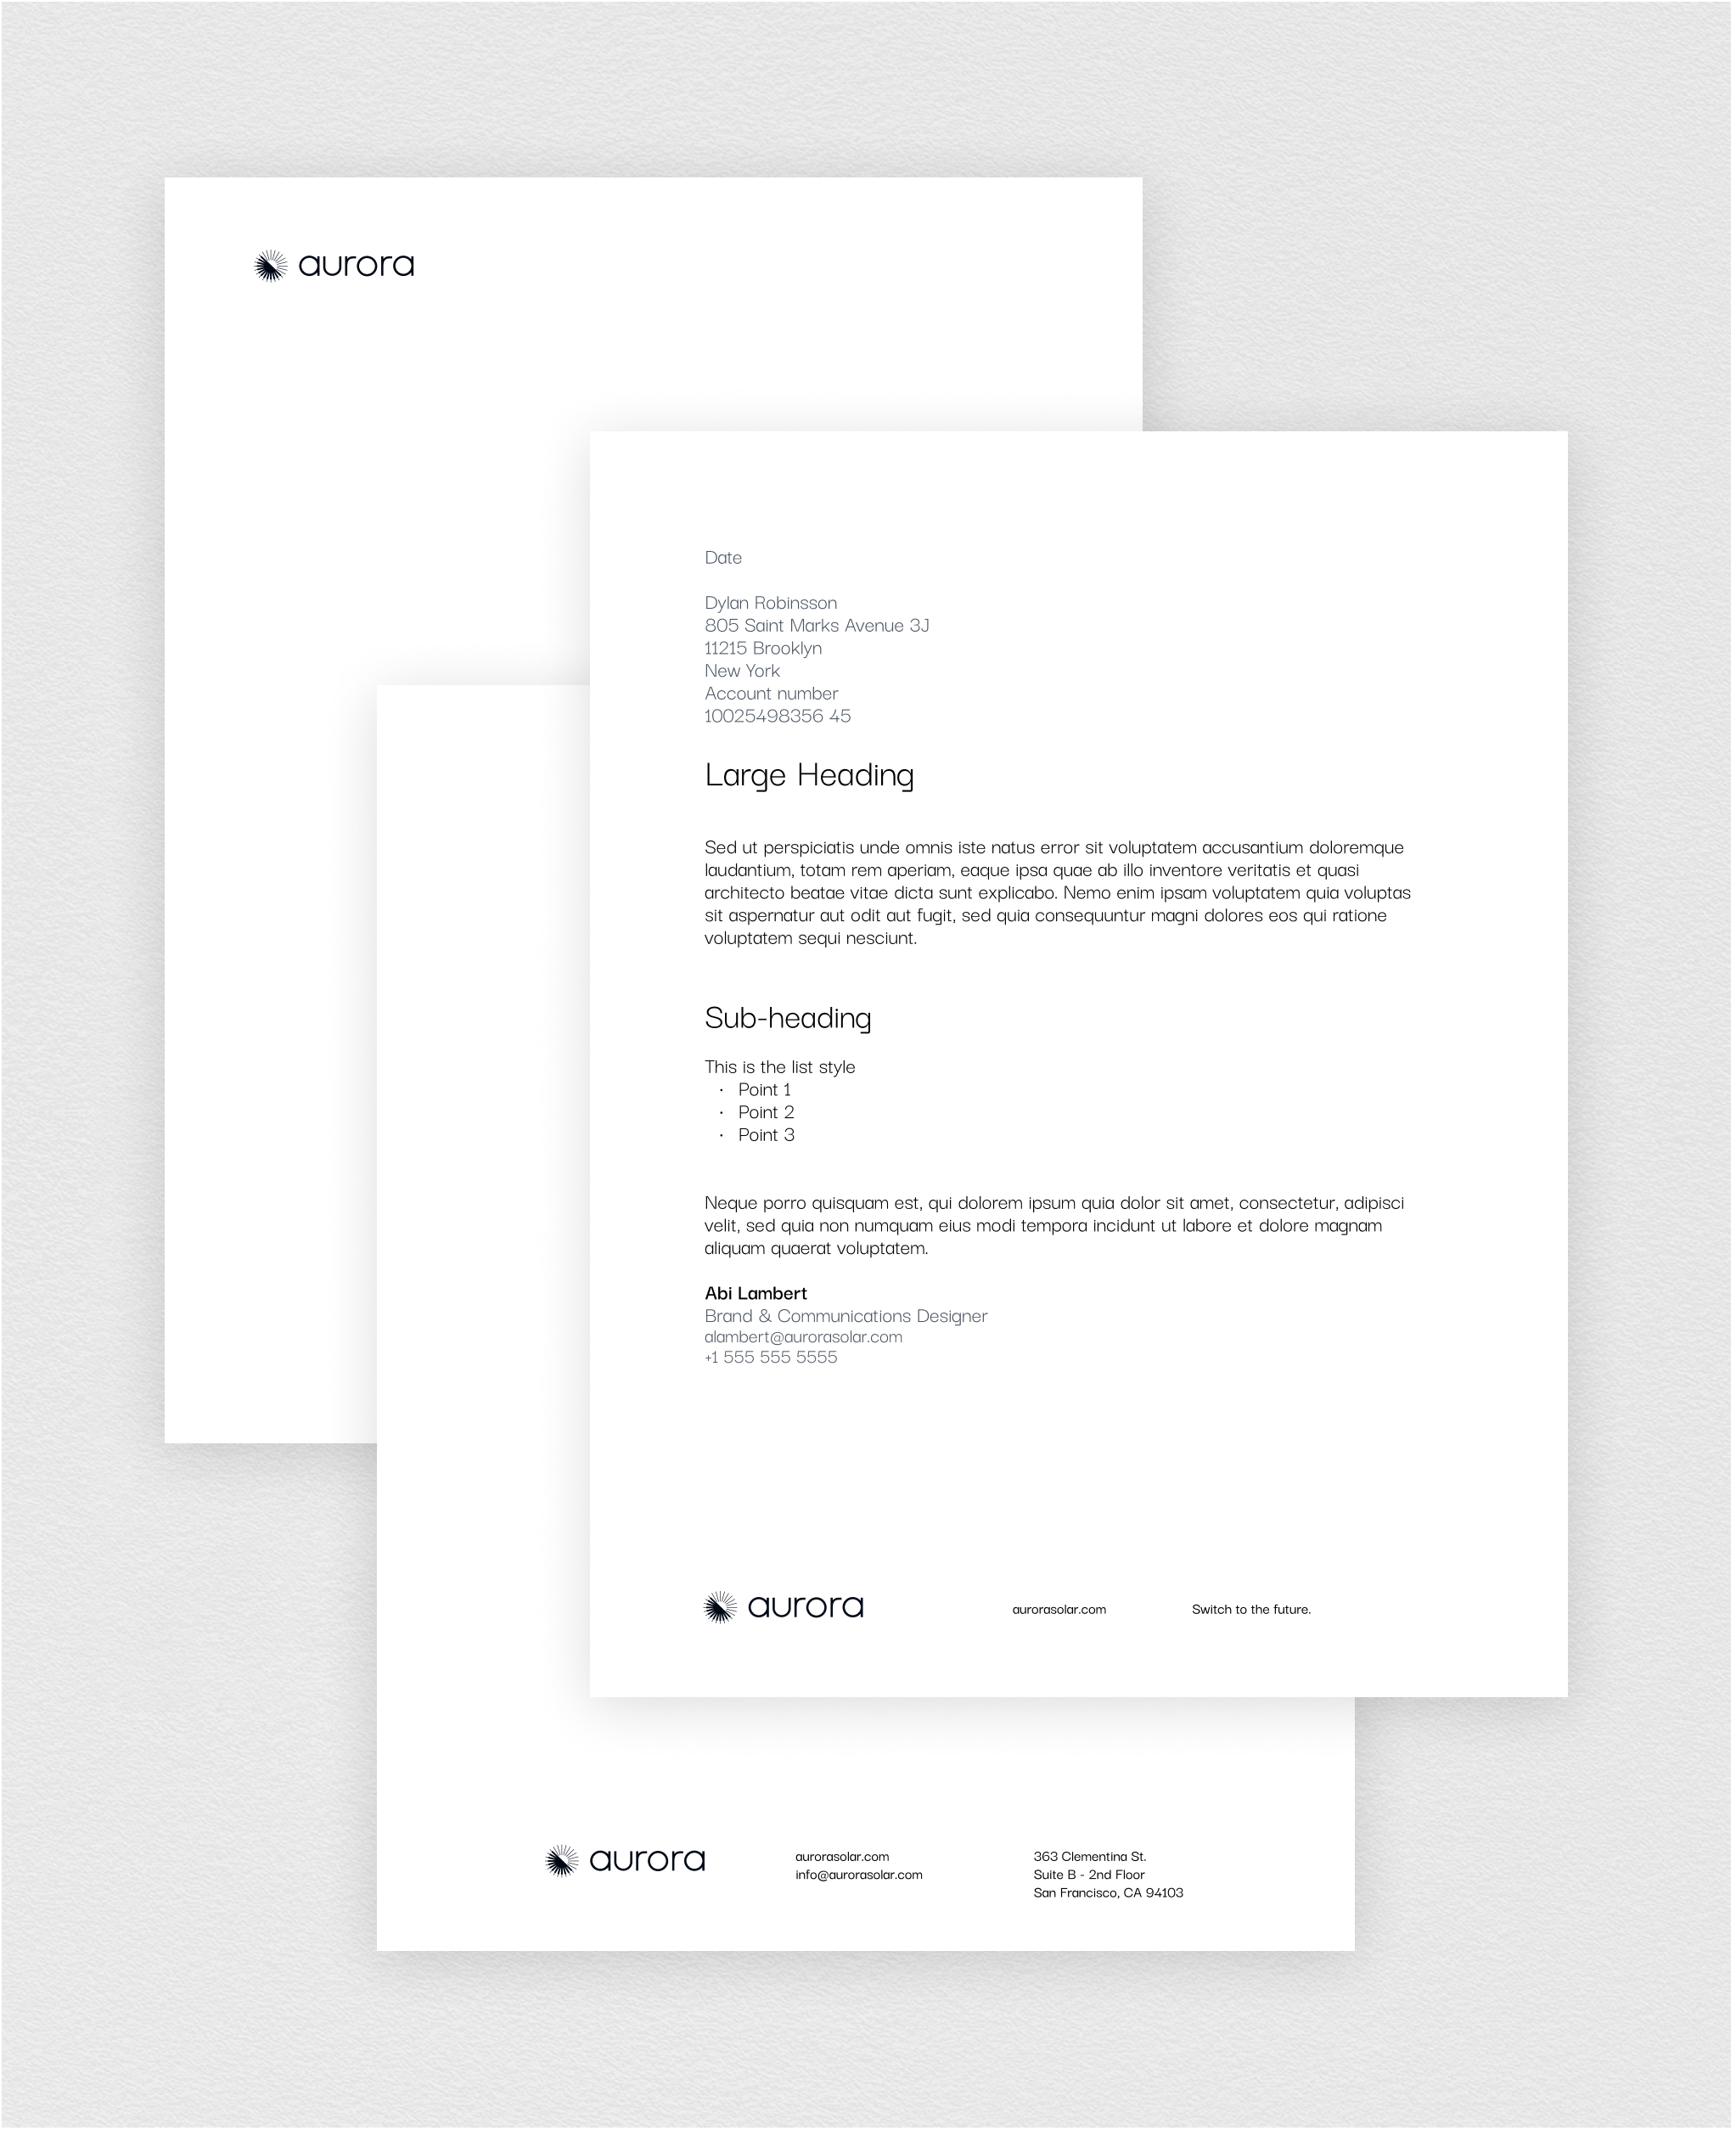 aurora
Date
Dylan Robinsson
805 Saint Marks Avenue 3J
11215 Brooklyn
New York
Account number
10025498356 45
Large Heading
Sed ut perspiciatis unde omnis iste natus error sit voluptatem accusantium doloremque
laudantium, totam rem aperiam, eaque ipsa quae ab illo inventore veritatis et quasi
architecto beatae vitae dicta sunt explicabo. Nemo enim ipsam voluptatem quia voluptas
sit aspernatur aut odit aut fugit, sed quia consequuntur magni dolores eos qui ratione
voluptatem sequi nesciunt.
Sub-heading
This is the list style
· Point 1
· Point 2
· Point 3
Neque porro quisquam est, qui dolorem ipsum quia dolor sit amet, consectetur, adipisci
velit, sed quia non numquam eius modi tempora incidunt ut labore et dolore magnam
aliquam quaerat voluptatem.
Abi Lambert
Brand & Communications Designer
alambert@aurorasolar.com
+1 555 555 5555
aurora
aurorasolar.com
Switch to the future.
aurora
aurorasolar.com
info@aurorasolar.com
363 Clementina St.
Suite B - 2nd Floor
San Francisco, CA 94103